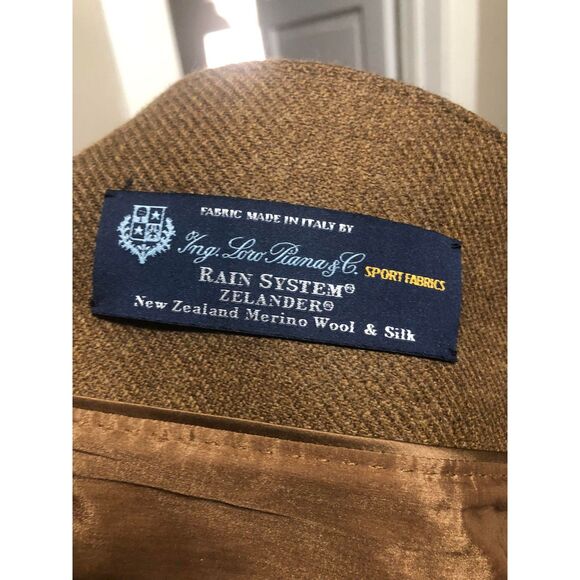 FABRIC MADE IN ITALY BY
Ing. Loro Piana & C. SPORT FABRICS
RAIN SYSTEM®
ZELANDER®
New Zealand Merino Wool & Silk